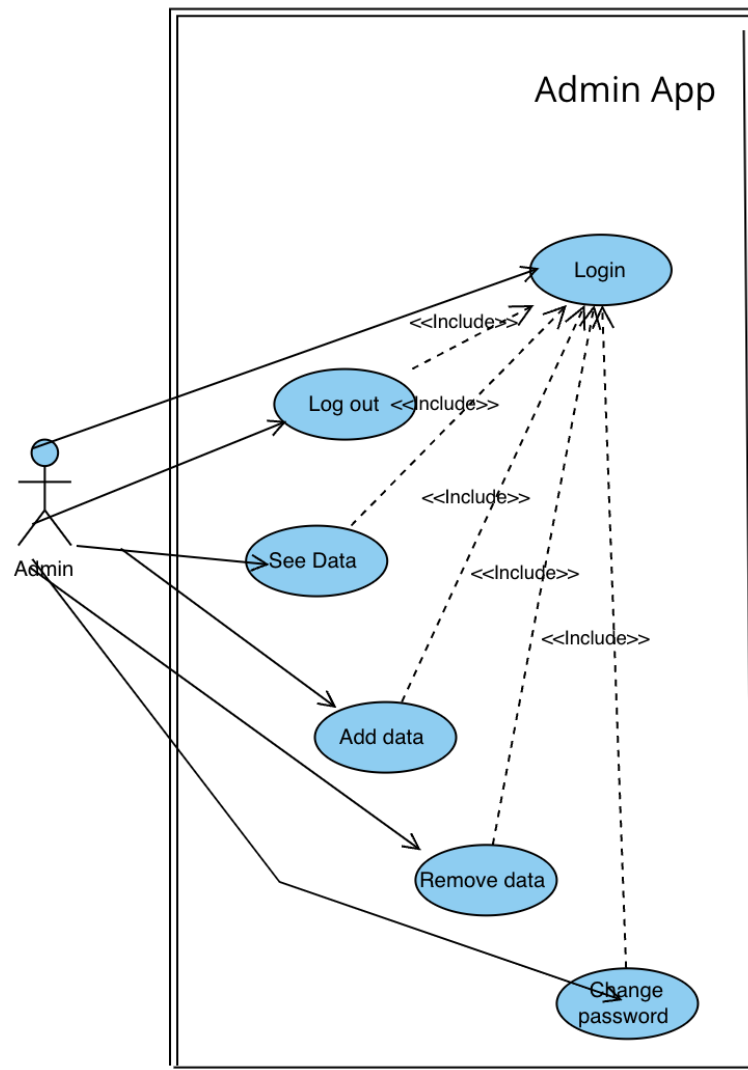 Admin App
Login
<<Include>>
Log out
<<Include>>
<<Include>>
See Data
Admin
<<Include>>
<<Include>>
Add data
Remove data
Change
password